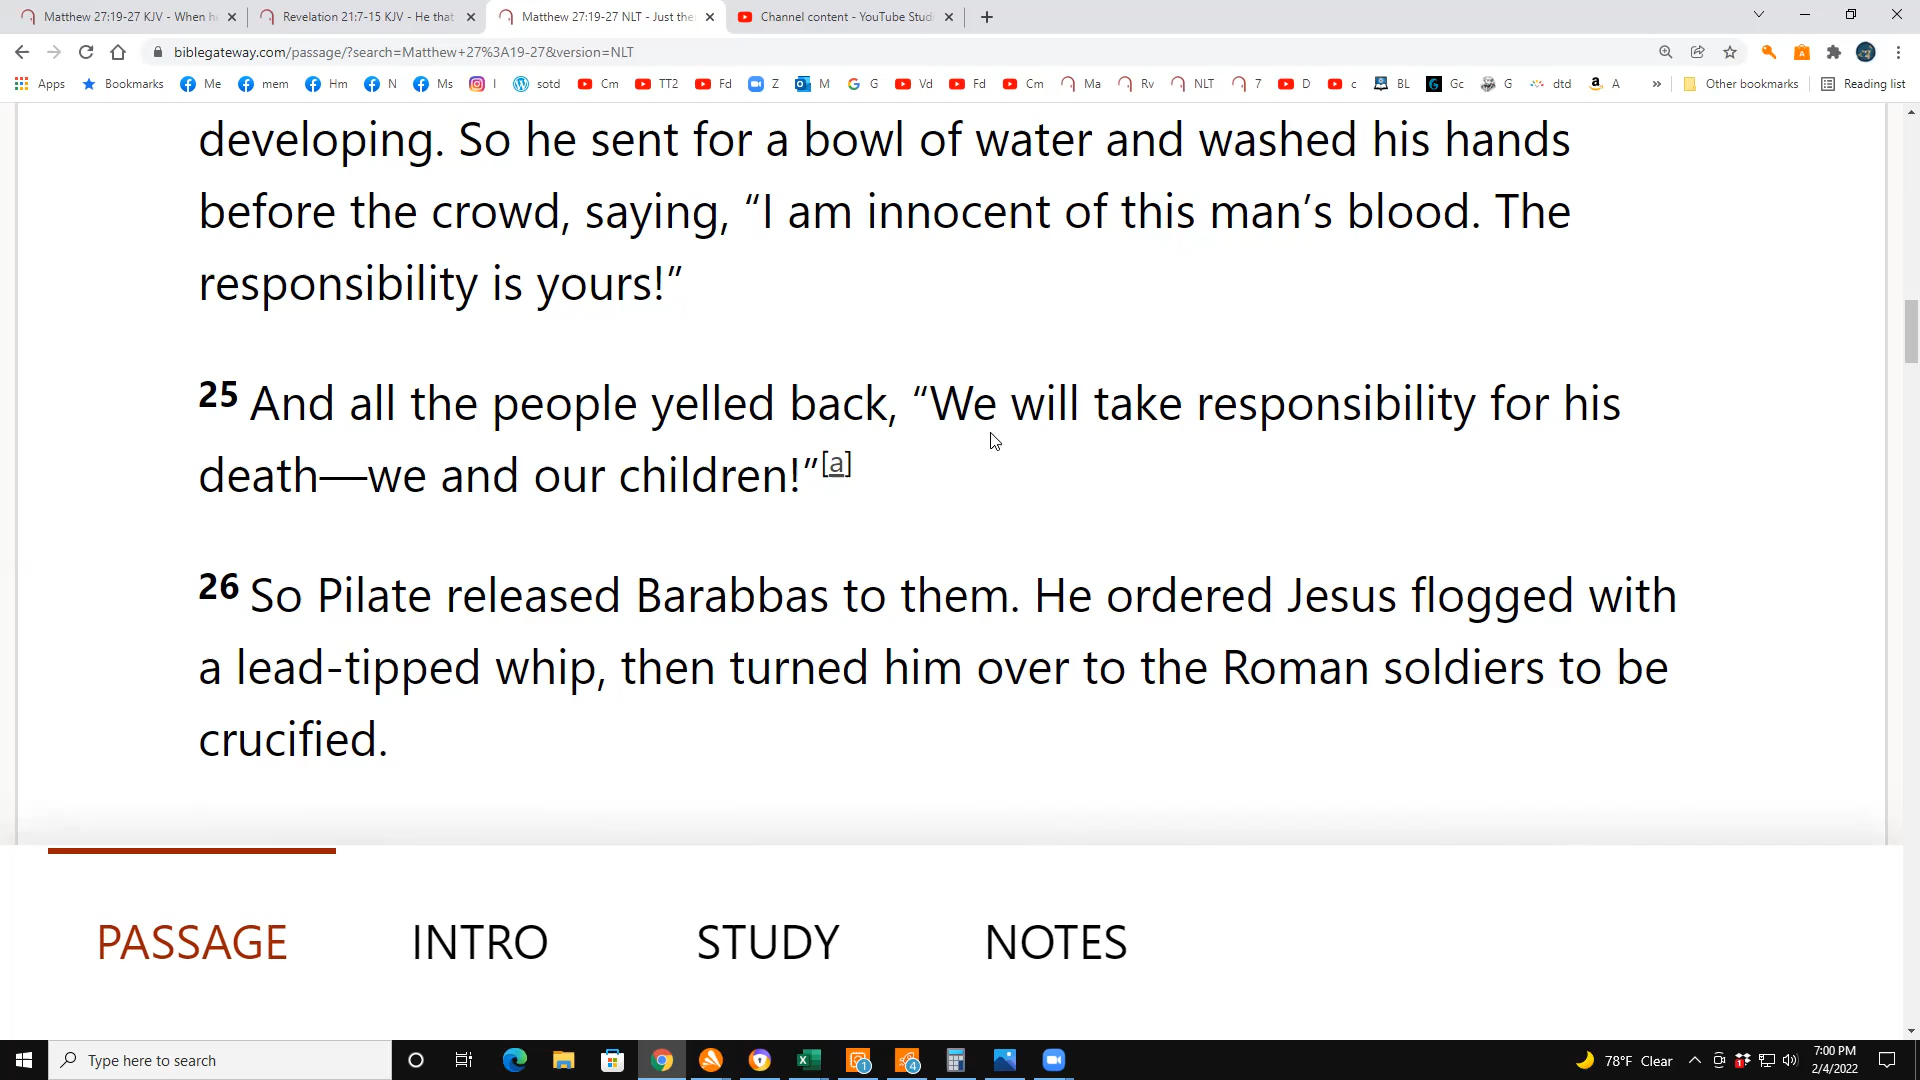 Matthew 27:19-27 KJV - When h
Revelation 21:7-15 KJV - He that
Matthew 27:19-27 NLT - Just the
Channel content - YouTube Stud
biblegateway.com/passage/?search=Matthew+27%3A19-27&version=NLT
Apps Bookmarks Me mem Hm N Ms I sotd Cm TT2 Fd Z M G Vd Fd Cm Ma Rv NLT 7 D c BL Gc G dtd A » Other bookmarks Reading list
developing. So he sent for a bowl of water and washed his hands
before the crowd, saying, “I am innocent of this man’s blood. The
responsibility is yours!”
25 And all the people yelled back, “We will take responsibility for his
death—we and our children!”[a]
26 So Pilate released Barabbas to them. He ordered Jesus flogged with
a lead-tipped whip, then turned him over to the Roman soldiers to be
crucified.
PASSAGE INTRO STUDY NOTES
Type here to search
1
4
78°F Clear
7:00 PM
2/4/2022